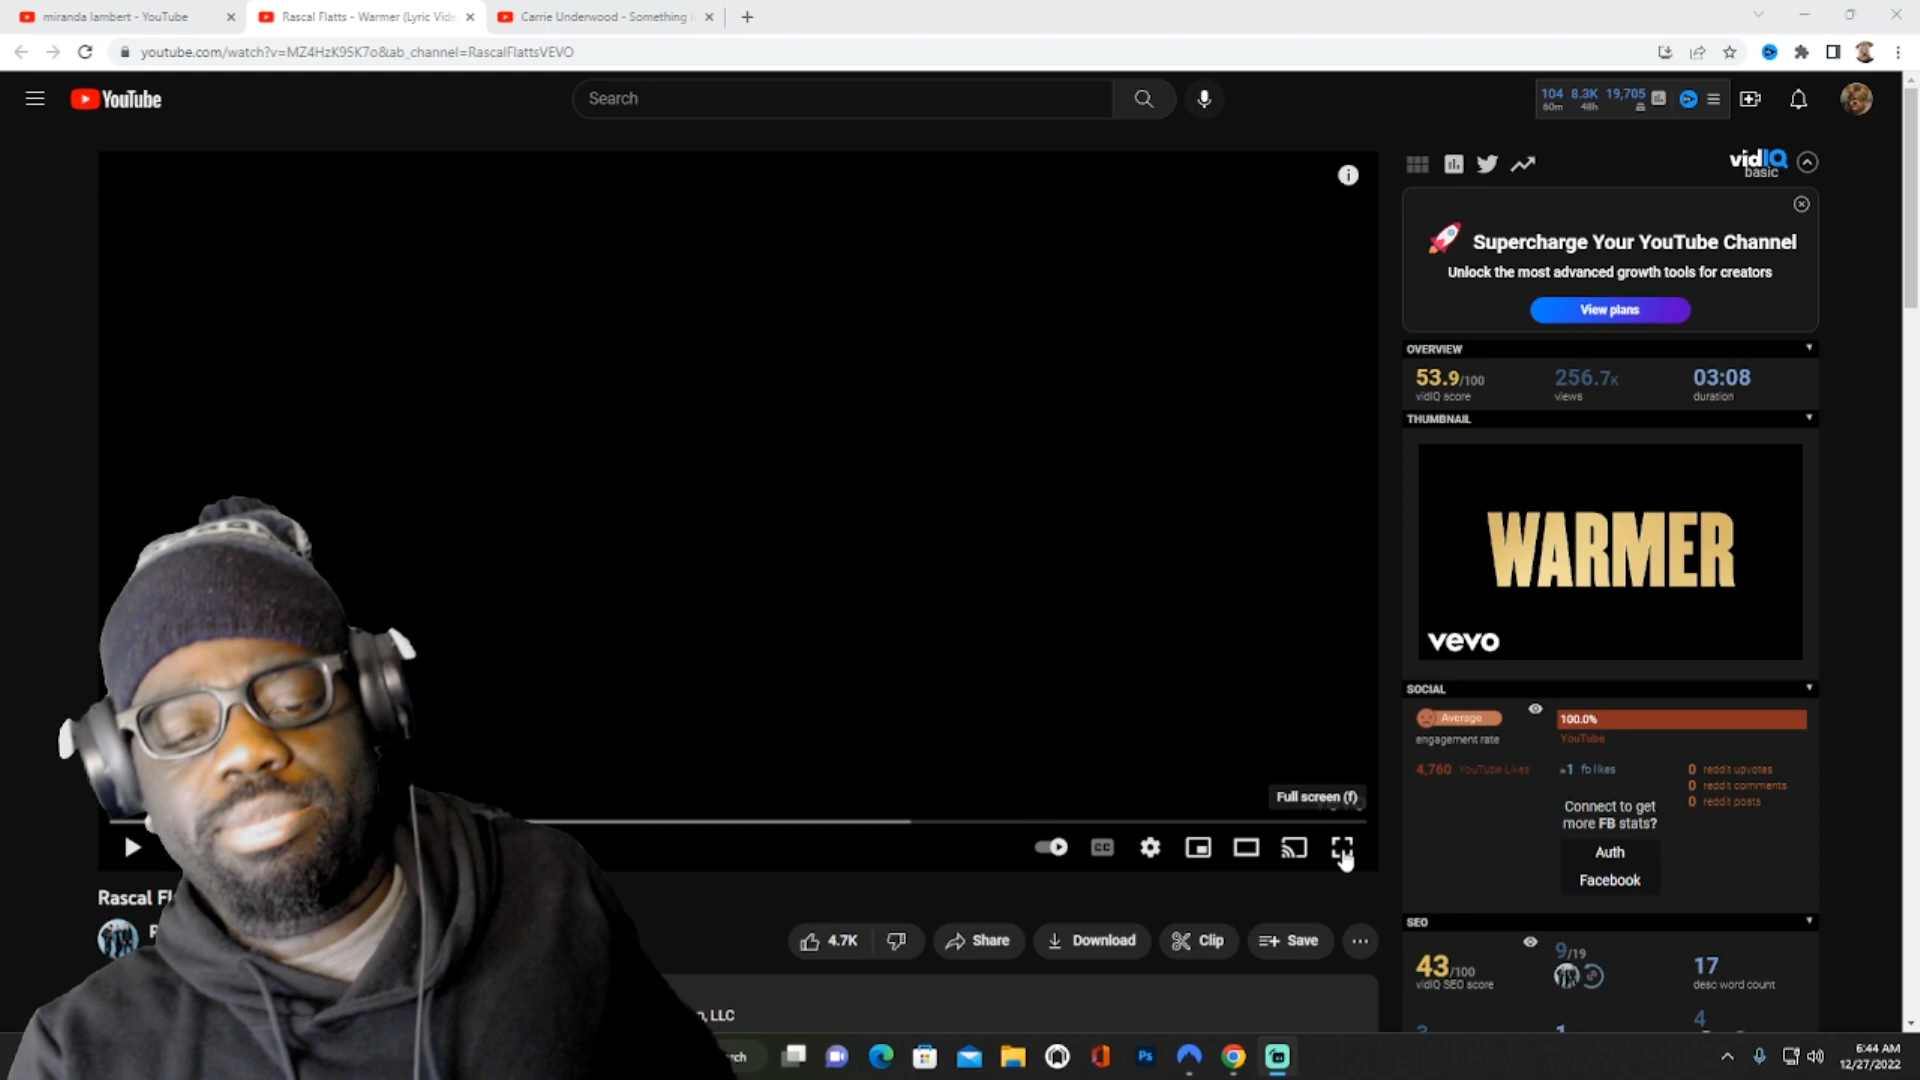 miranda lambert - YouTube
Rascal Flatts - Warmer (Lyric Vide
Carrie Underwood - Something i
youtube.com/watch?v=MZ4HzK95K7o&ab_channel=RascalFlattsVEVO
YouTube
Search
104 8.3K 19,705
60m 48h
vidIQ
basic
Supercharge Your YouTube Channel
Unlock the most advanced growth tools for creators
View plans
OVERVIEW
53.9/100 256.7K 03:08
vidIQ score views duration
THUMBNAIL
WARMER
vevo
SOCIAL
Average 100.0%
engagement rate YouTube
4,760 YouTube Likes ≈1 fb likes 0 reddit upvotes
0 reddit comments
0 reddit posts
Connect to get
more FB stats?
Auth
Facebook
Full screen (f)
CC
Rascal Fl
4.7K Share Download Clip Save
SEO
43/100 9/19 17
vidIQ SEO score desc word count
4
, LLC
rch
Ps
6:44 AM
12/27/2022